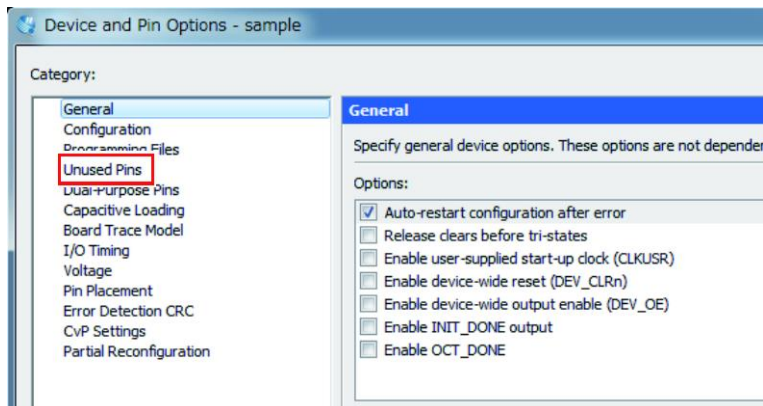 Device and Pin Options - sample
Category:
General
Configuration
Programming Files
Unused Pins
Dual-Purpose Pins
Capacitive Loading
Board Trace Model
I/O Timing
Voltage
Pin Placement
Error Detection CRC
CvP Settings
Partial Reconfiguration
General
Specify general device options. These options are not depender
Options:
Auto-restart configuration after error
Release clears before tri-states
Enable user-supplied start-up clock (CLKUSR)
Enable device-wide reset (DEV_CLRn)
Enable device-wide output enable (DEV_OE)
Enable INIT_DONE output
Enable OCT_DONE